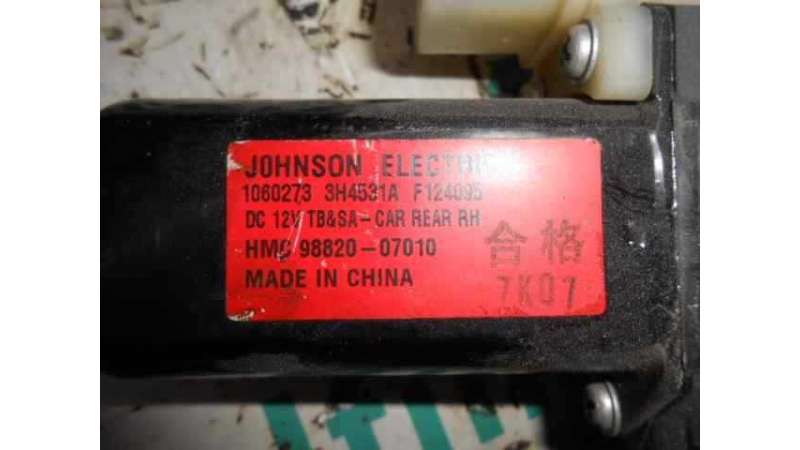 JOHNSON ELECTRIC
1060273 3H4531A F124095
DC 12V TB&SA-CAR REAR RH
HMC 98820-07010
MADE IN CHINA
合格
7K07